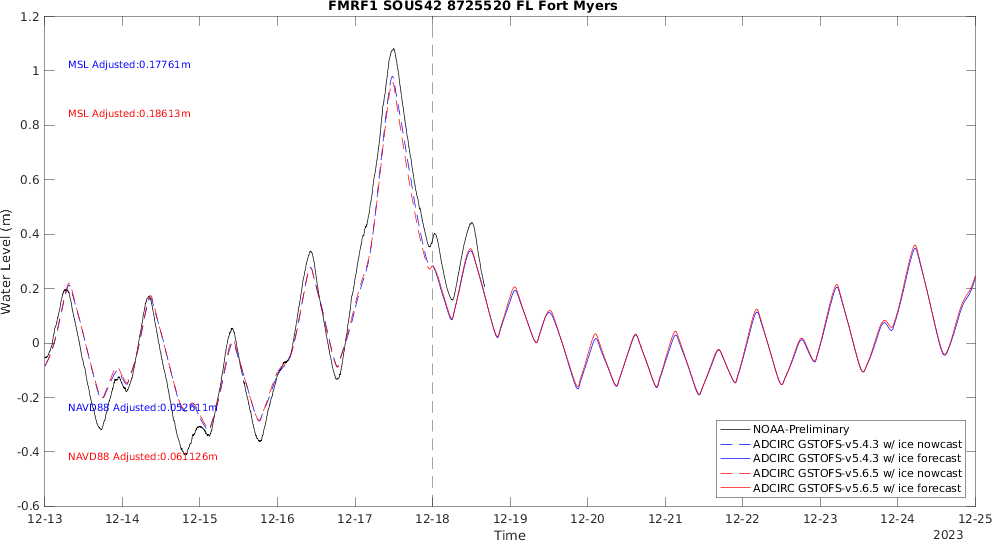 FMRF1 SOUS42 8725520 FL Fort Myers
1.2
1
0.8
0.6
0.4
0.2
0
-0.2
-0.4
-0.6
Water Level (m)
MSL Adjusted:0.17761m
MSL Adjusted:0.18613m
NAVD88 Adjusted:0.052611m
NAVD88 Adjusted:0.061126m
NOAA-Preliminary
ADCIRC GSTOFS-v5.4.3 w/ ice nowcast
ADCIRC GSTOFS-v5.4.3 w/ ice forecast
ADCIRC GSTOFS-v5.6.5 w/ ice nowcast
ADCIRC GSTOFS-v5.6.5 w/ ice forecast
12-13 12-14 12-15 12-16 12-17 12-18 12-19 12-20 12-21 12-22 12-23 12-24 12-25
Time
2023